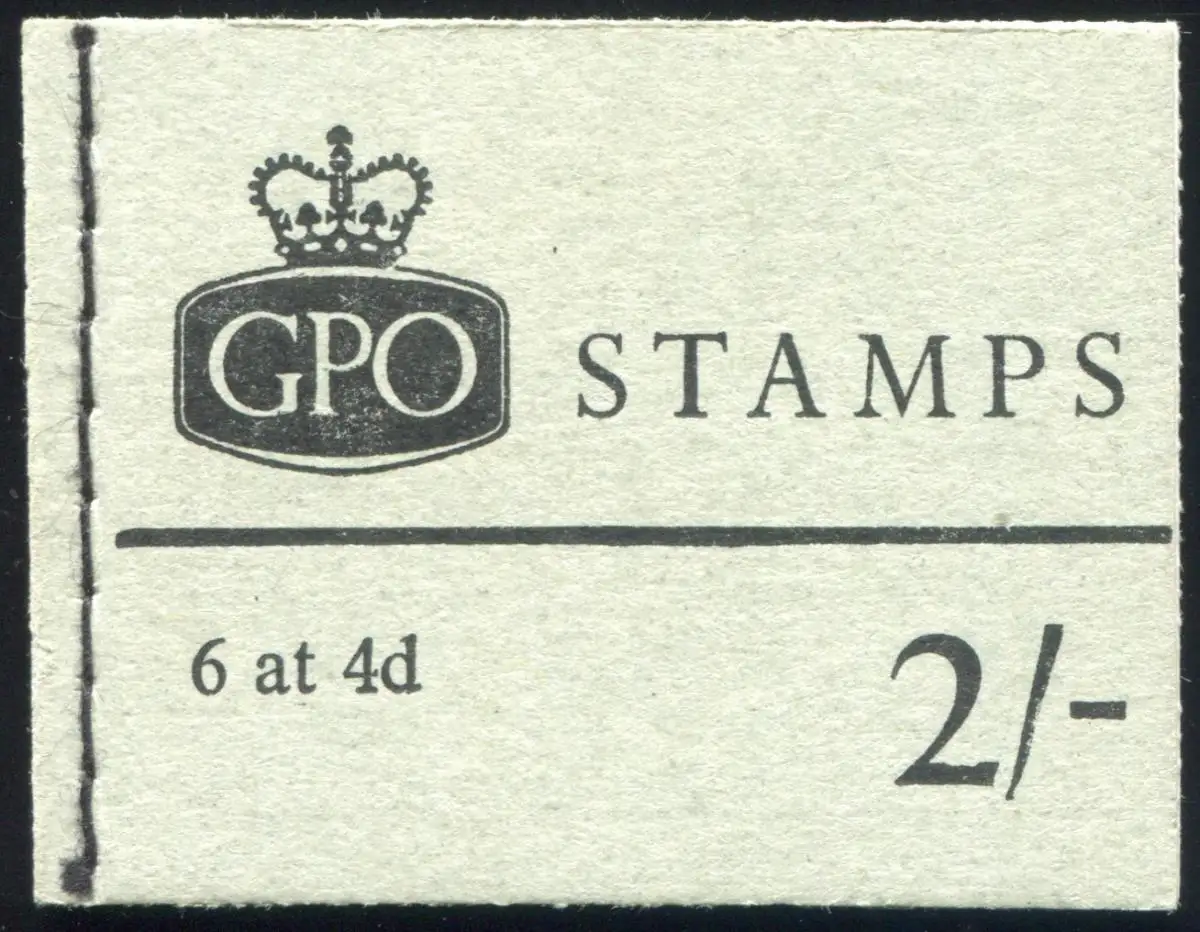 GPO STAMPS
6 at 4d
2/-